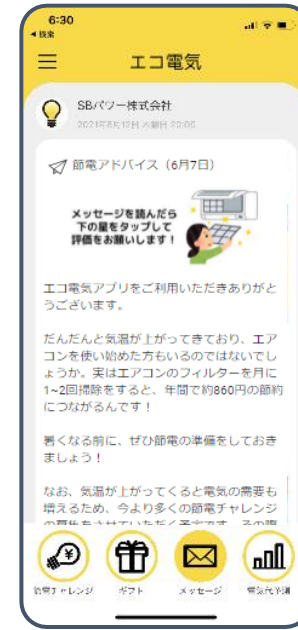 6:30
◀ 検索
エコ電気
SBパワー株式会社
節電アドバイス（6月7日）
メッセージを読んだら
下の星をタップして
評価をお願いします！
エコ電気アプリをご利用いただきありがと
うございます。
だんだんと気温が上がってきており、エア
コンを使い始めた方もいるのではないでし
ょうか。実はエアコンのフィルターを月に
1~2回掃除をすると、年間で約860円の節約
につながるんです！
暑くなる前に、ぜひ節電の準備をしておき
ましょう！
なお、気温が上がってくると電気の需要も
増えるため、今より多くの節電チャレンジ
節電チャレンジ
ギフト
メッセージ
電気代予測